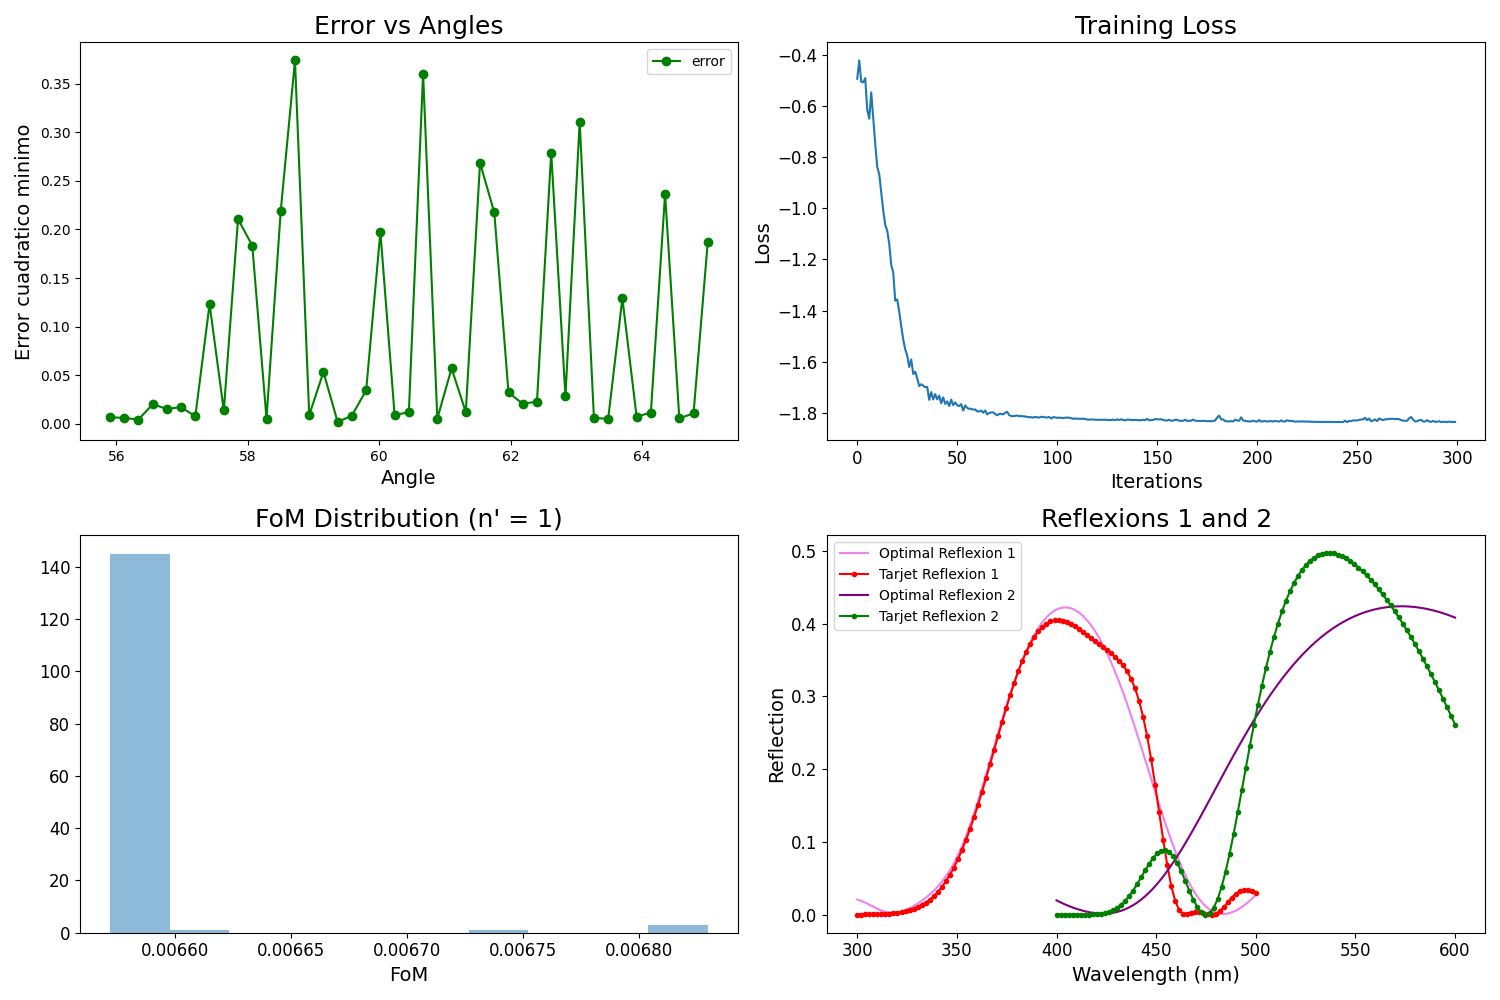 Error vs Angles
error
Error cuadratico minimo
0.35
0.30
0.25
0.20
0.15
0.10
0.05
0.00
56 58 60 62 64
Angle
Training Loss
Loss
−0.4
−0.6
−0.8
−1.0
−1.2
−1.4
−1.6
−1.8
0 50 100 150 200 250 300
Iterations
FoM Distribution (n' = 1)
140
120
100
80
60
40
20
0
0.00660 0.00665 0.00670 0.00675 0.00680
FoM
Reflexions 1 and 2
Optimal Reflexion 1
Tarjet Reflexion 1
Optimal Reflexion 2
Tarjet Reflexion 2
Reflection
0.5
0.4
0.3
0.2
0.1
0.0
300 350 400 450 500 550 600
Wavelength (nm)